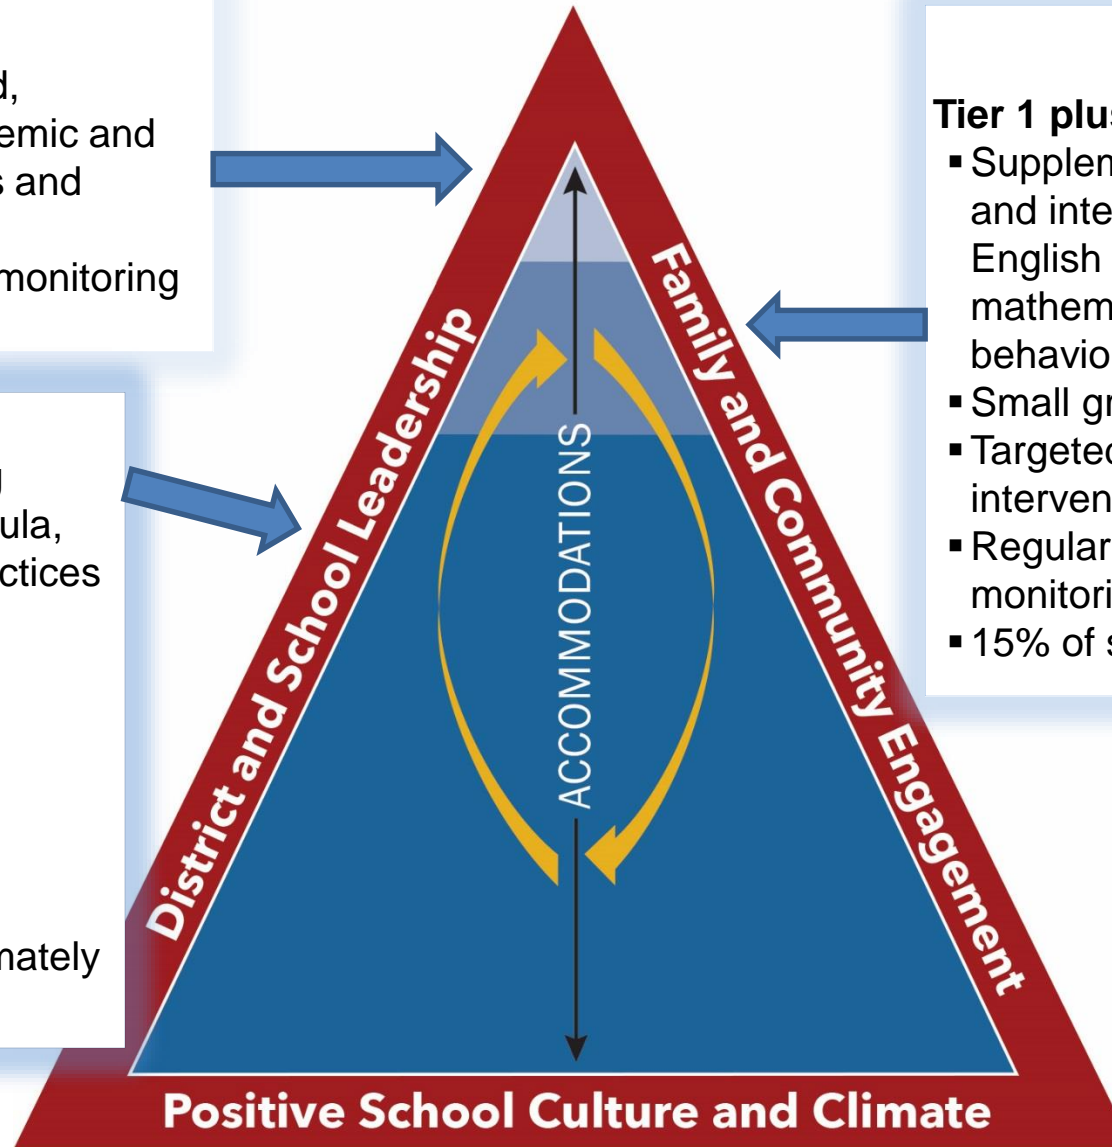 d,
emic and
s and
monitoring
g
ula,
ctices
mately
Tier 1 plus
▪ Supplem
and inte
English
mathem
behavio
▪ Small gr
▪ Targeted
interven
▪ Regular
monitori
▪ 15% of s
District and School Leadership
Family and Community Engagement
ACCOMMODATIONS
Positive School Culture and Climate